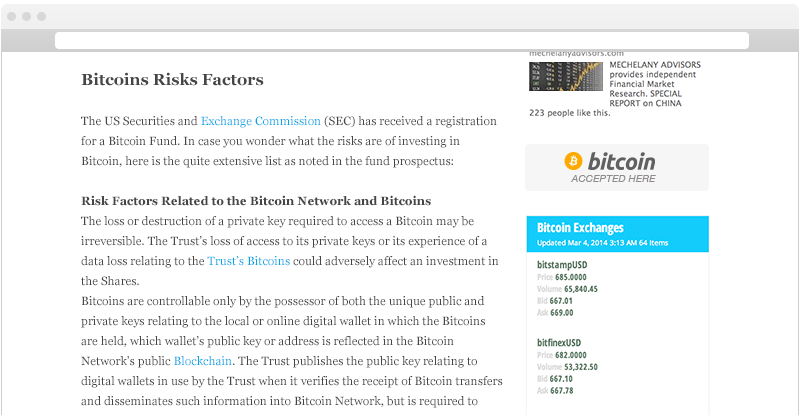 Bitcoins Risks Factors
The US Securities and Exchange Commission (SEC) has received a registration
for a Bitcoin Fund. In case you wonder what the risks are of investing in
Bitcoin, here is the quite extensive list as noted in the fund prospectus:
Risk Factors Related to the Bitcoin Network and Bitcoins
The loss or destruction of a private key required to access a Bitcoin may be
irreversible. The Trust’s loss of access to its private keys or its experience of a
data loss relating to the Trust’s Bitcoins could adversely affect an investment in
the Shares.
Bitcoins are controllable only by the possessor of both the unique public and
private keys relating to the local or online digital wallet in which the Bitcoins
are held, which wallet’s public key or address is reflected in the Bitcoin
Network’s public Blockchain. The Trust publishes the public key relating to
digital wallets in use by the Trust when it verifies the receipt of Bitcoin transfers
and disseminates such information into Bitcoin Network, but is required to
mechelanyadvisors.com
MECHELANY ADVISORS
provides independent
Financial Market
Research. SPECIAL
REPORT on CHINA
223 people like this.
bitcoin
ACCEPTED HERE
Bitcoin Exchanges
Updated Mar 4, 2014 3:13 AM 64 items
bitstampUSD
Price 685.0000
Volume 65,840.45
Bid 667.01
Ask 669.00
bitfinexUSD
Price 682.0000
Volume 53,322.50
Bid 667.10
Ask 667.78